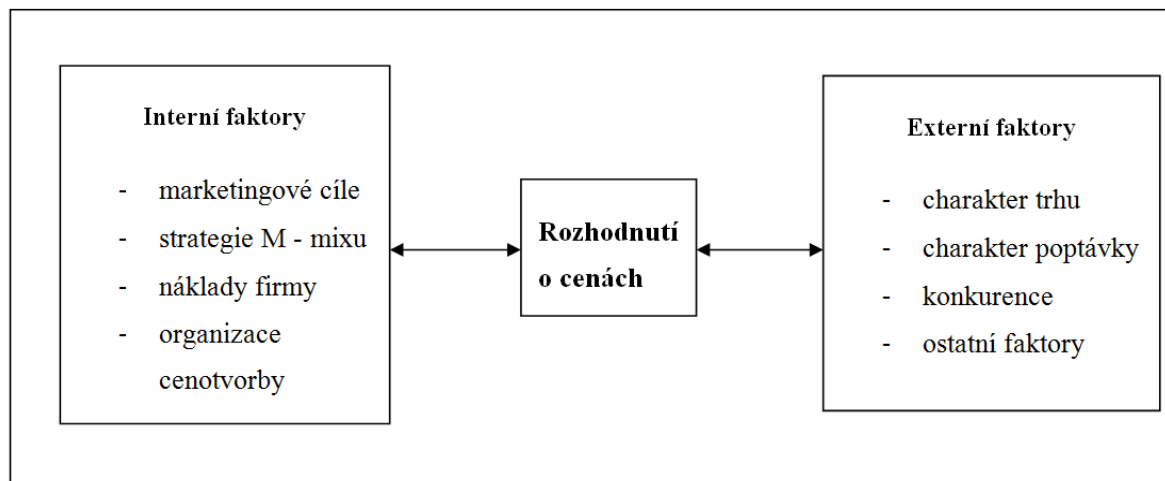 Interní faktory
- marketingové cíle
- strategie M - mixu
- náklady firmy
- organizace
cenotvorby
Rozhodnutí
o cenách
Externí faktory
- charakter trhu
- charakter poptávky
- konkurence
- ostatní faktory